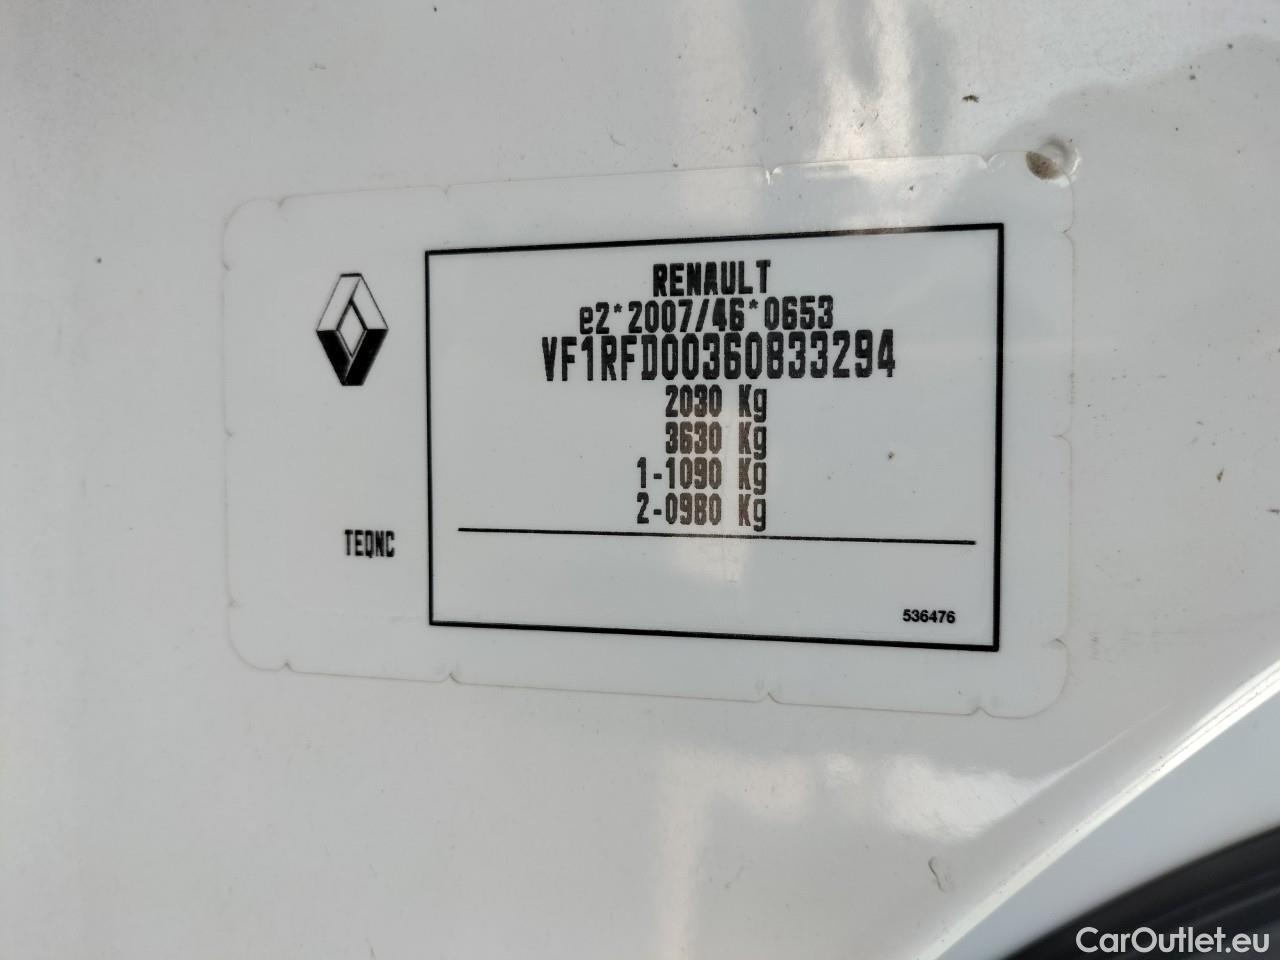 RENAULT
e2*2007/46*0653
VF1RFD00360833294
2030 Kg
3630 Kg
1-1090 Kg
2-0980 Kg
TEQNC
536476
CarOutlet.eu